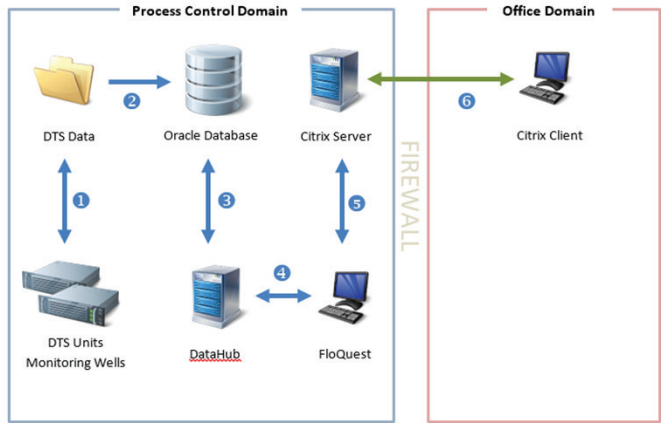 Process Control Domain
Office Domain
2
6
DTS Data
Oracle Database
Citrix Server
Citrix Client
FIREWALL
1
3
5
4
DTS Units
Monitoring Wells
DataHub
FloQuest